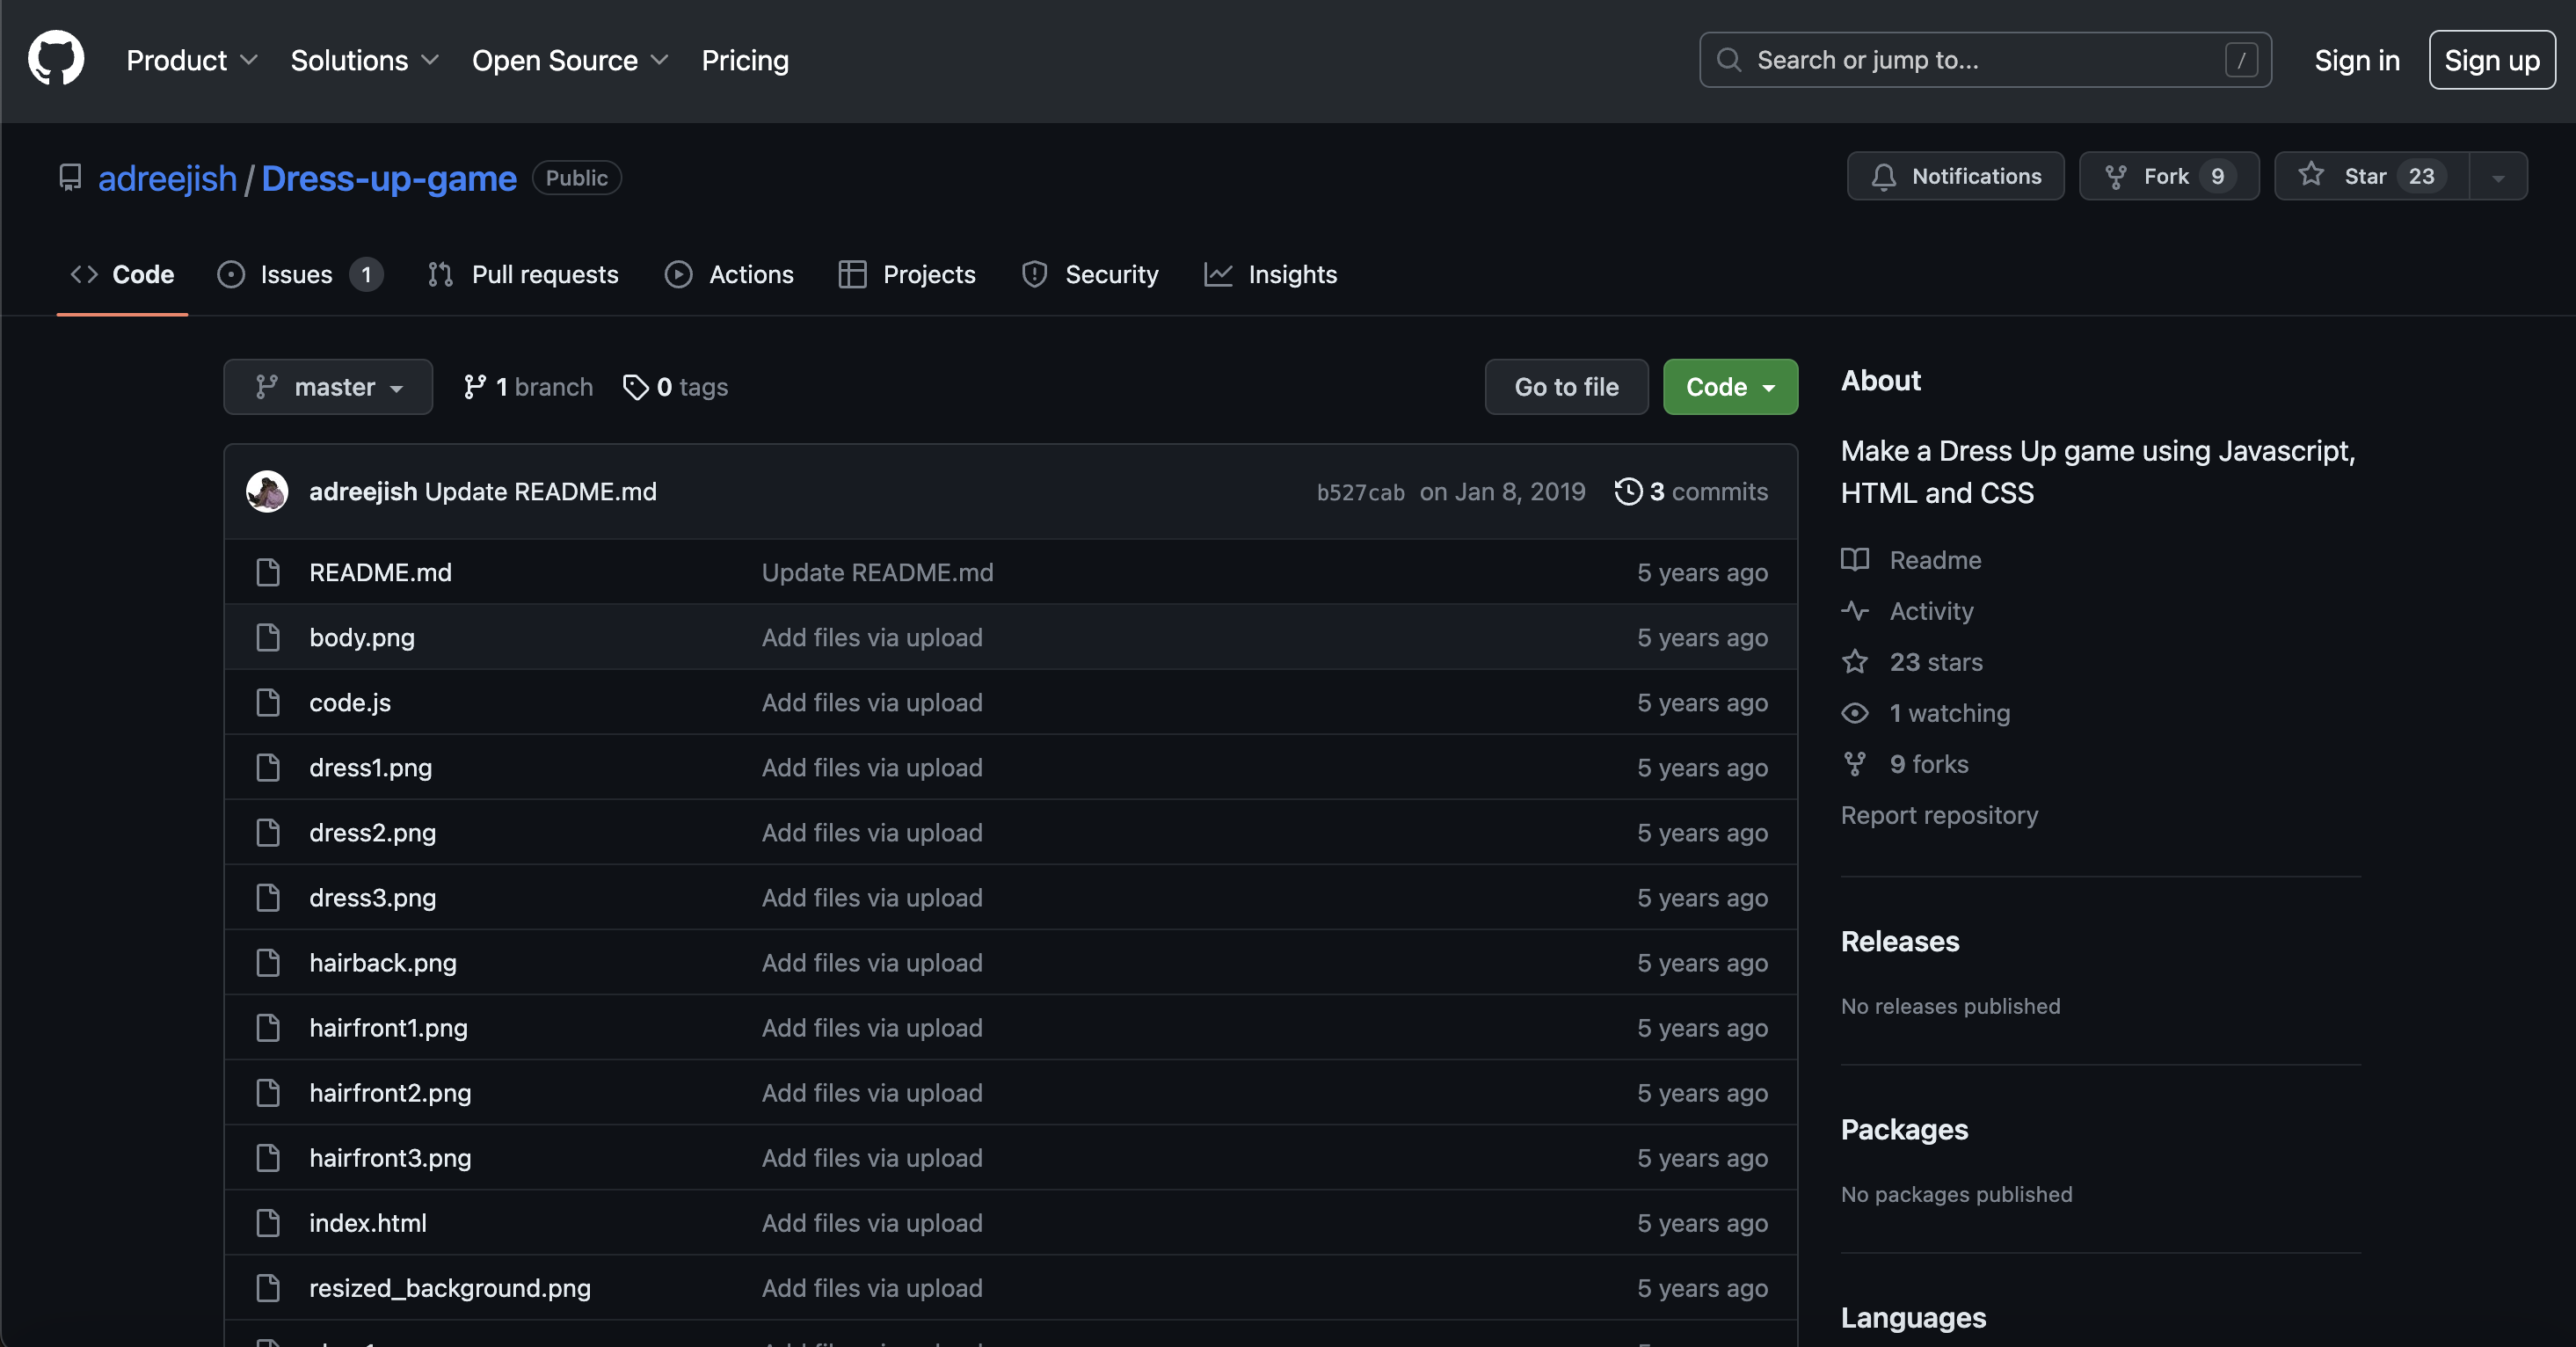 Product Solutions Open Source Pricing Search or jump to... / Sign in Sign up
adreejish / Dress-up-game Public Notifications Fork 9 Star 23
Code Issues 1 Pull requests Actions Projects Security Insights
master 1 branch 0 tags Go to file Code
adreejish Update README.md b527cab on Jan 8, 2019 3 commits
README.md Update README.md 5 years ago
body.png Add files via upload 5 years ago
code.js Add files via upload 5 years ago
dress1.png Add files via upload 5 years ago
dress2.png Add files via upload 5 years ago
dress3.png Add files via upload 5 years ago
hairback.png Add files via upload 5 years ago
hairfront1.png Add files via upload 5 years ago
hairfront2.png Add files via upload 5 years ago
hairfront3.png Add files via upload 5 years ago
index.html Add files via upload 5 years ago
resized_background.png Add files via upload 5 years ago
About
Make a Dress Up game using Javascript,
HTML and CSS
Readme
Activity
23 stars
1 watching
9 forks
Report repository
Releases
No releases published
Packages
No packages published
Languages